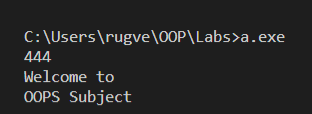 C:\Users\rugve\OOP\Labs>a.exe
444
Welcome to
OOPS Subject